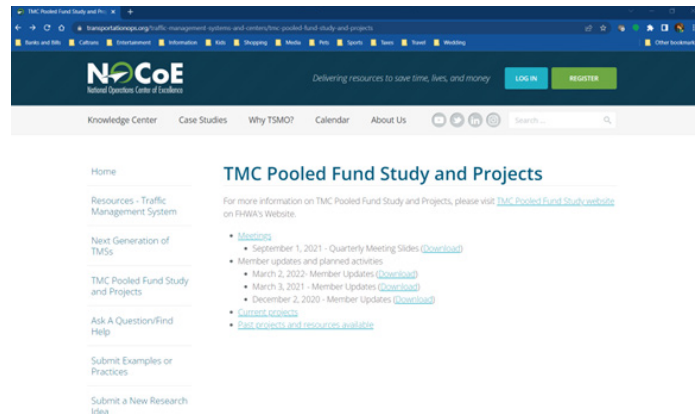 TMC Pooled Fund Study and Pro
transportationops.org/traffic-management-systems-and-centers/tmc-pooled-fund-study-and-projects
Banks and Bills Caltrans Entertainment Information Kids Shopping Media Pets Sports Taxes Travel Wedding Other bookmark
NOCoE
National Operations Center of Excellence
Delivering resources to save time, lives, and money
LOG IN
REGISTER
Knowledge Center Case Studies Why TSMO? Calendar About Us
Search ...
Home
Resources - Traffic
Management System
Next Generation of
TMSs
TMC Pooled Fund Study
and Projects
Ask A Question/Find
Help
Submit Examples or
Practices
Submit a New Research
Idea
TMC Pooled Fund Study and Projects
For more information on TMC Pooled Fund Study and Projects, please visit TMC Pooled Fund Study website
on FHWA's Website.
Meetings
September 1, 2021 - Quarterly Meeting Slides (Download)
Member updates and planned activities
March 2, 2022- Member Updates (Download)
March 3, 2021 - Member Updates (Download)
December 2, 2020 - Member Updates (Download)
Current projects
Past projects and resources available